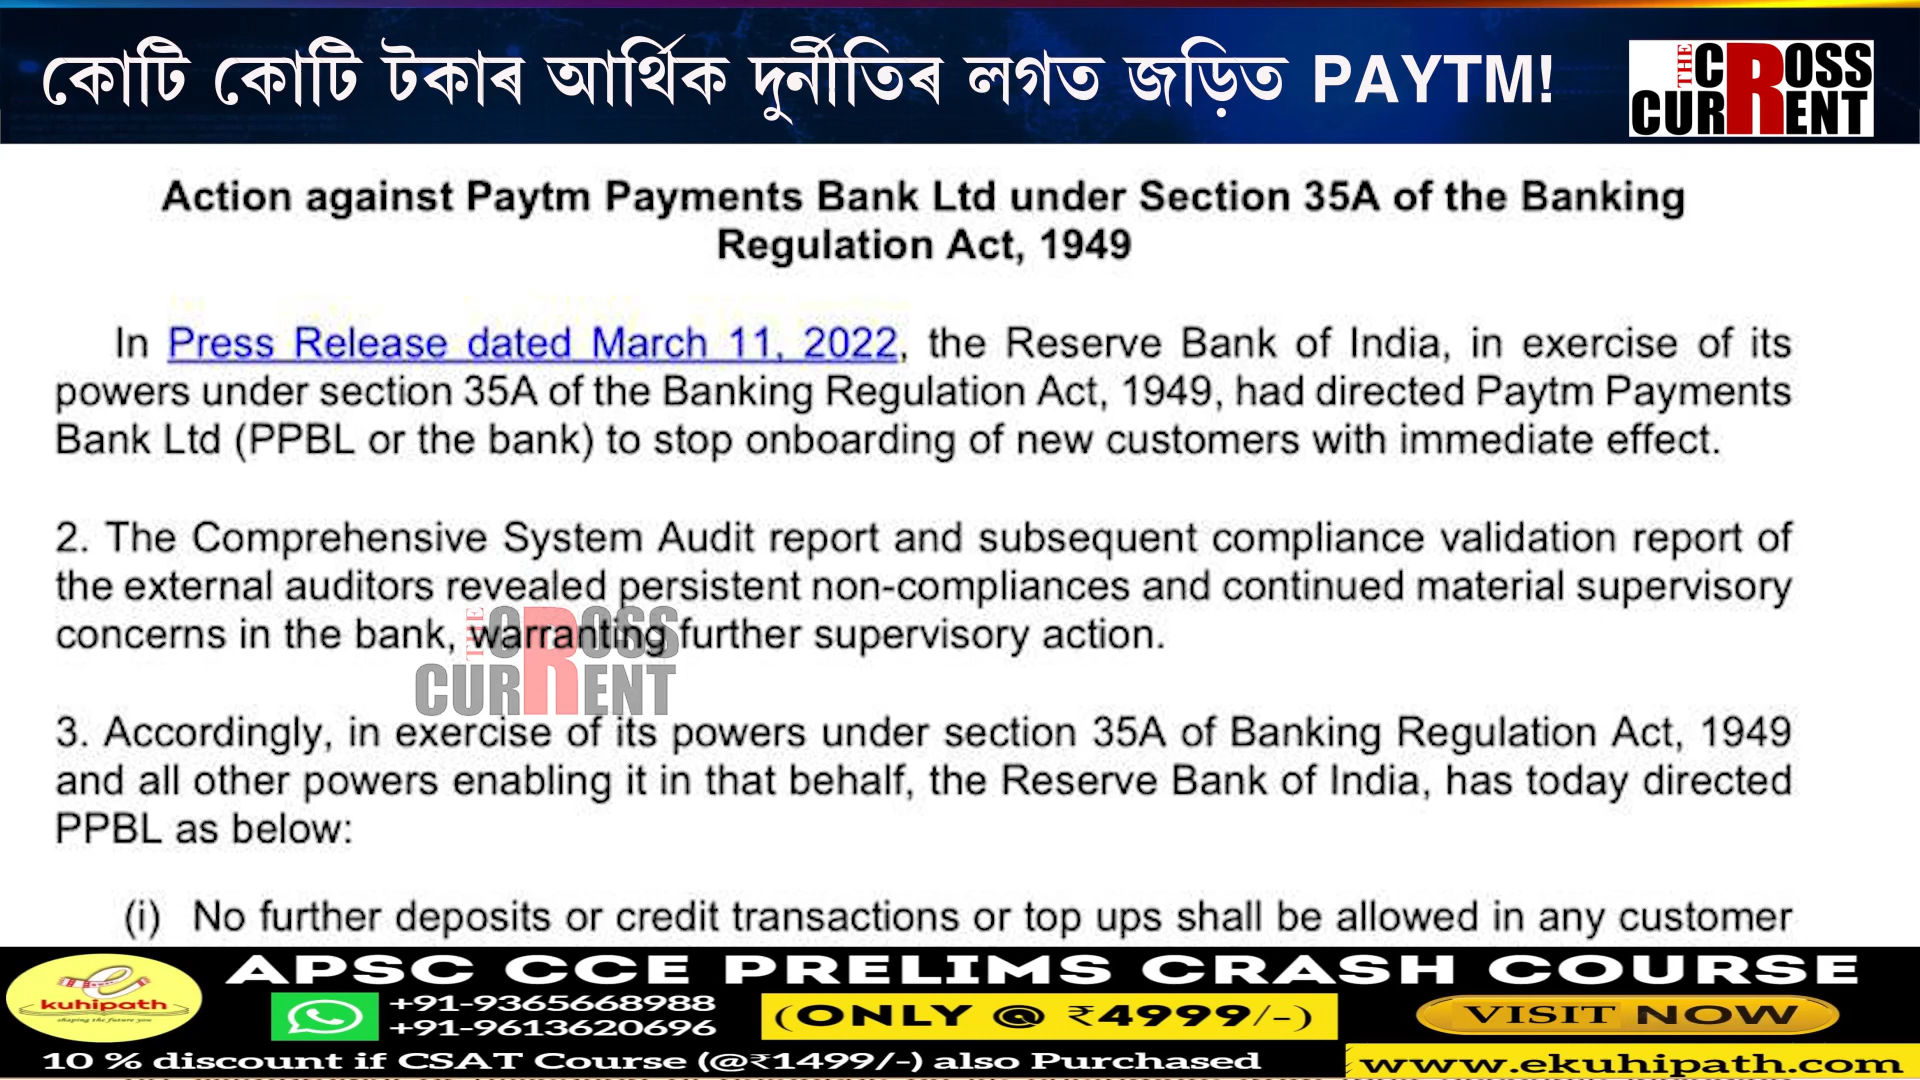 কোটি কোটি টকাৰ আৰ্থিক দুৰ্নীতিৰ লগত জড়িত PAYTM!
THE CROSS CURRENT
Action against Paytm Payments Bank Ltd under Section 35A of the Banking
Regulation Act, 1949
In Press Release dated March 11, 2022, the Reserve Bank of India, in exercise of its
powers under section 35A of the Banking Regulation Act, 1949, had directed Paytm Payments
Bank Ltd (PPBL or the bank) to stop onboarding of new customers with immediate effect.
2. The Comprehensive System Audit report and subsequent compliance validation report of
the external auditors revealed persistent non-compliances and continued material supervisory
concerns in the bank, warranting further supervisory action.
THE CROSS CURRENT
3. Accordingly, in exercise of its powers under section 35A of Banking Regulation Act, 1949
and all other powers enabling it in that behalf, the Reserve Bank of India, has today directed
PPBL as below:
(i) No further deposits or credit transactions or top ups shall be allowed in any customer
APSC CCE PRELIMS CRASH COURSE
kuhipath
shaping the future you
+91-9365668988
+91-9613620696
(ONLY @ ₹4999/-)
VISIT NOW
10 % discount if CSAT Course (@₹1499/-) also Purchased
www.ekuhipath.com